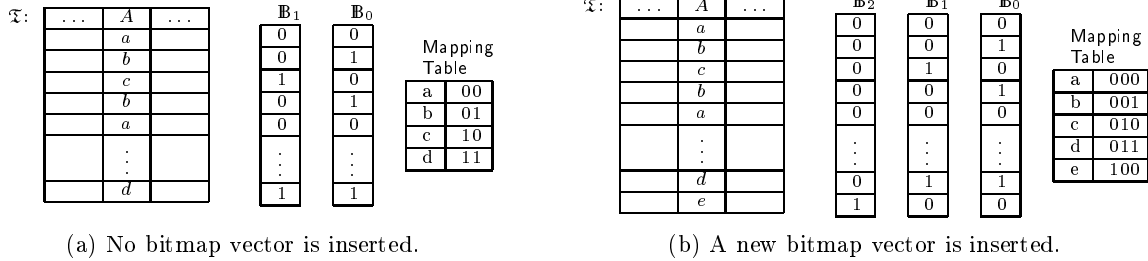 𝔗: ... A ... 𝔹₁ 𝔹₀
a 0 0
b 0 1
c 1 0
b 0 1
a 0 0
⋮ ⋮ ⋮
d 1 1
Mapping
Table
a 00
b 01
c 10
d 11
(a) No bitmap vector is inserted.
𝔗: ... A ... 𝔹₂ 𝔹₁ 𝔹₀
a 0 0 0
b 0 0 1
c 0 1 0
b 0 0 1
a 0 0 0
⋮ ⋮ ⋮ ⋮
d 0 1 1
e 1 0 0
Mapping
Table
a 000
b 001
c 010
d 011
e 100
(b) A new bitmap vector is inserted.